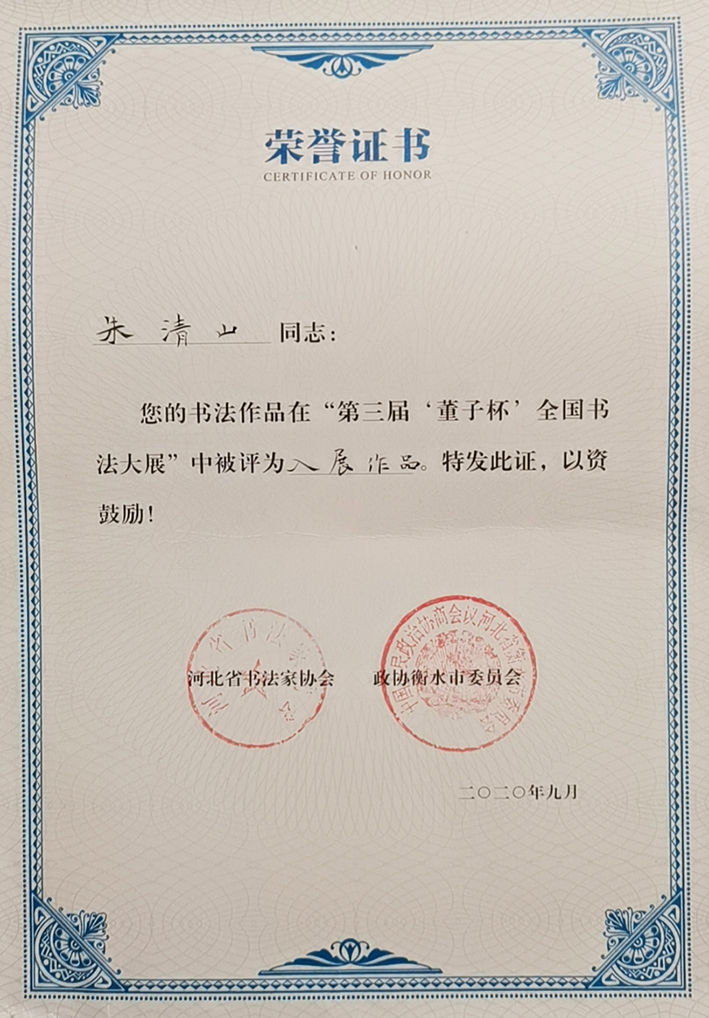 荣誉证书
CERTIFICATE OF HONOR
朱清山 同志：
您的书法作品在“第三届‘董子杯’全国书
法大展”中被评为入展作品。特发此证，以资
鼓励！
河北省书法家协会 政协衡水市委员会
二〇二〇年九月